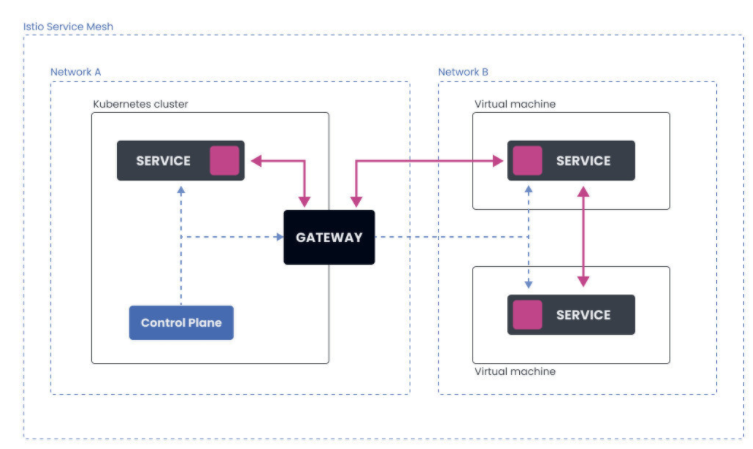 Istio Service Mesh
Network A
Network B
Kubernetes cluster
Virtual machine
SERVICE
SERVICE
GATEWAY
Control Plane
SERVICE
Virtual machine